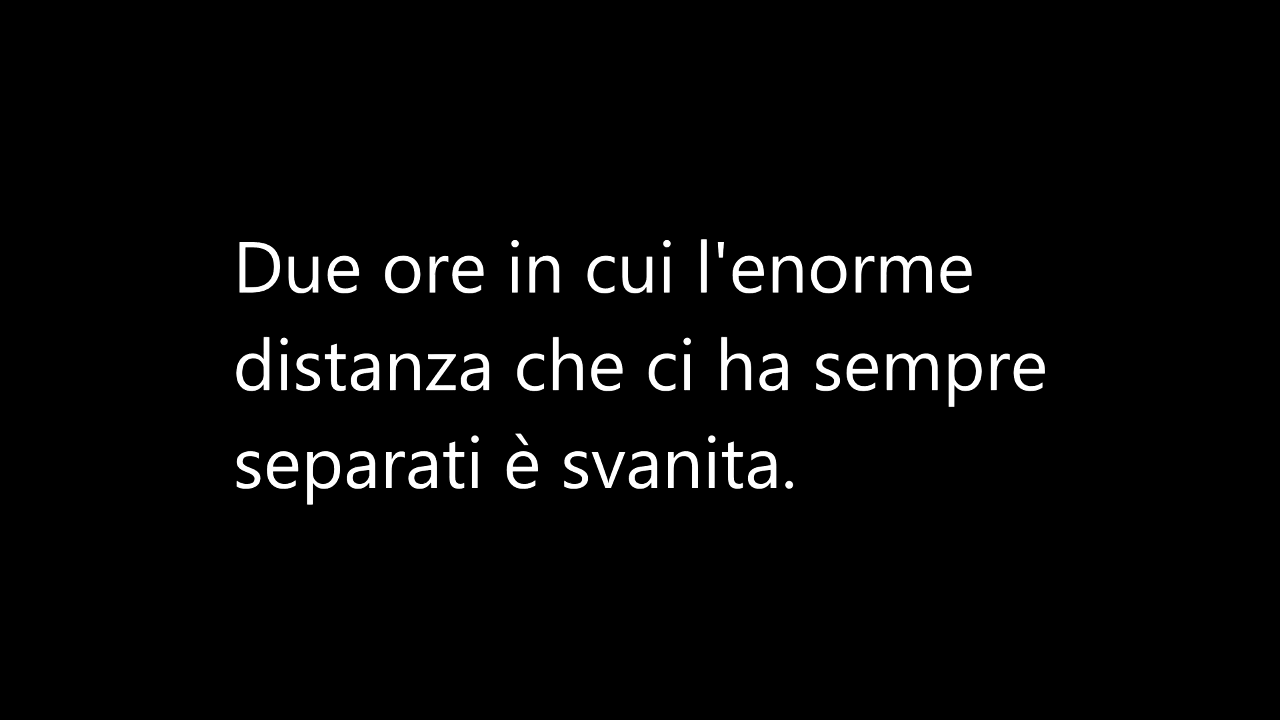 Due ore in cui l'enorme
distanza che ci ha sempre
separati è svanita.